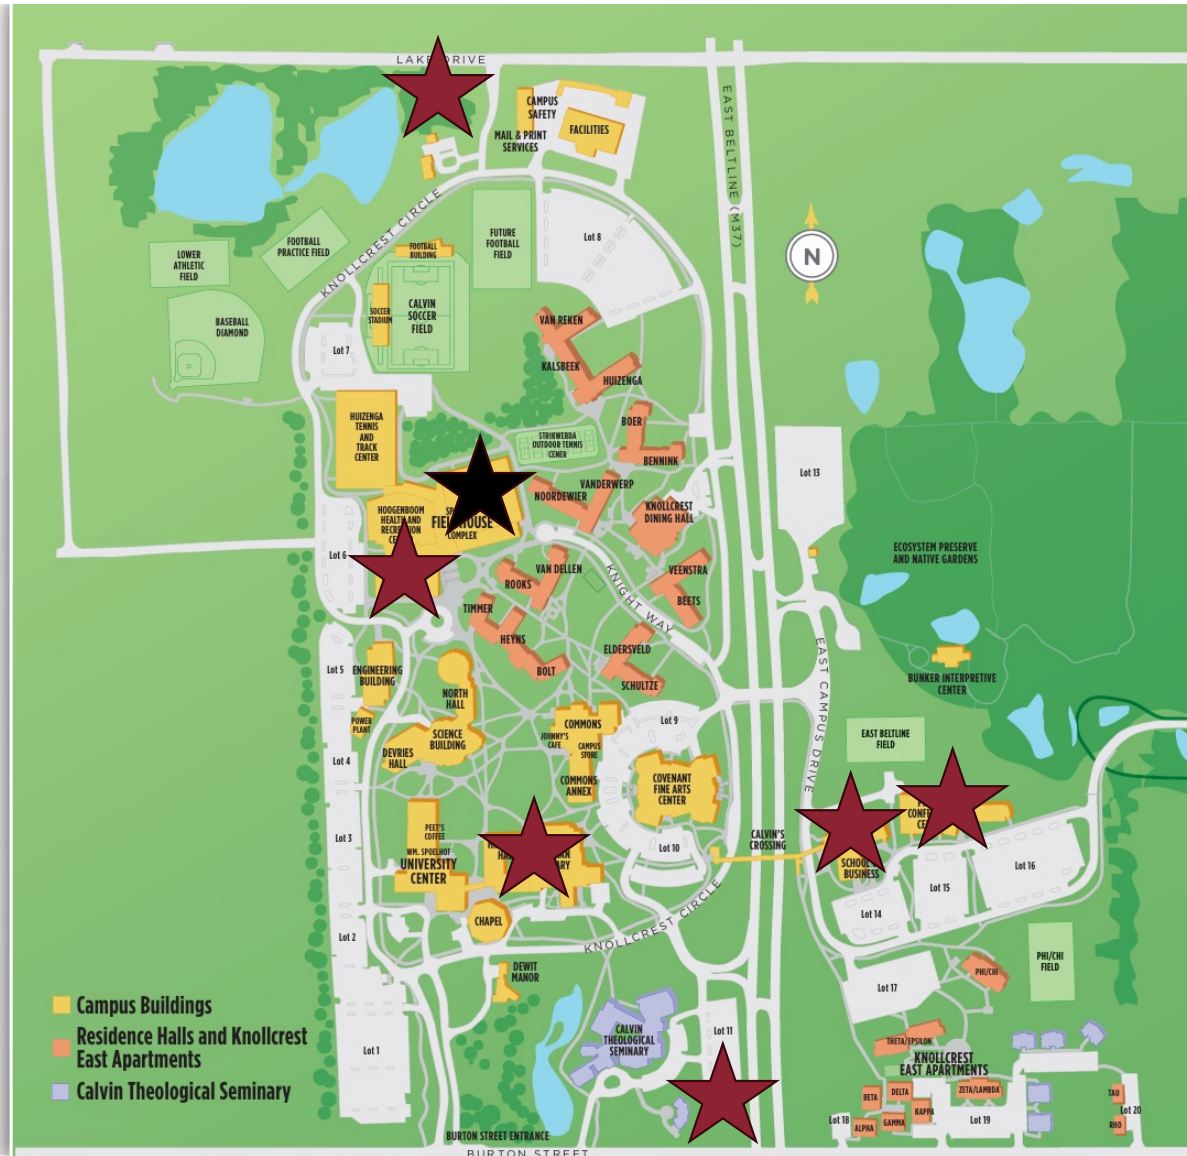 LAKE DRIVE
CAMPUS
SAFETY
MAIL & PRINT
SERVICES
FACILITIES
EAST BELTLINE (M37)
N
KNOLLCREST CIRCLE
LOWER
ATHLETIC
FIELD
FOOTBALL
PRACTICE FIELD
FOOTBALL
BUILDING
FUTURE
FOOTBALL
FIELD
Lot 8
BASEBALL
DIAMOND
SOCCER
STADIUM
CALVIN
SOCCER
FIELD
Lot 7
VAN REKEN
KALSBEEK
HUIZENGA
HUIZENGA
TENNIS
AND
TRACK
CENTER
BOER
BENNINK
STRIKWERDA
OUTDOOR TENNIS
CENER
Lot 13
NOORDEWIER
VANDERWERP
KNOLLCREST
DINING HALL
HOOGENBOOM
HEALTH AND
COMPLEX
Lot 6
ECOSYSTEM PRESERVE
AND NATIVE GARDENS
ROOKS
VAN DELLEN
KNIGHT WAY
VEENSTRA
BEETS
TIMMER
HEYNS
BOLT
ELDERSVELD
SCHULTZE
EAST CAMPUS DRIVE
Lot 5
ENGINEERING
BUILDING
NORTH
HALL
BUNKER INTERPRETIVE
CENTER
POWER
PLANT
SCIENCE
BUILDING
DEVRIES
HALL
COMMONS
JOHNNY'S
CAFE
CAMPUS
STORE
COMMONS
ANNEX
Lot 9
EAST BELTLINE
FIELD
Lot 4
COVENANT
FINE ARTS
CENTER
Lot 3
PEET'S
COFFEE
WM. SPOELHOF
UNIVERSITY
CENTER
Lot 10
CALVIN'S
CROSSING
SCHOOL
BUSINESS
Lot 16
Lot 15
Lot 14
CHAPEL
KNOLLCREST CIRCLE
Lot 2
DEWIT
MANOR
PHI/CHI
PHI/CHI
FIELD
Lot 17
Campus Buildings
Residence Halls and Knollcrest
East Apartments
Calvin Theological Seminary
Lot 1
CALVIN
THEOLOGICAL
SEMINARY
Lot 11
THETA/EPSILON
KNOLLCREST
EAST APARTMENTS
BETA
DELTA
ZETA/LAMBDA
KAPPA
ALPHA
GAMMA
Lot 18
Lot 19
TAU
Lot 20
RHO
BURTON STREET ENTRANCE
BURTON STREET